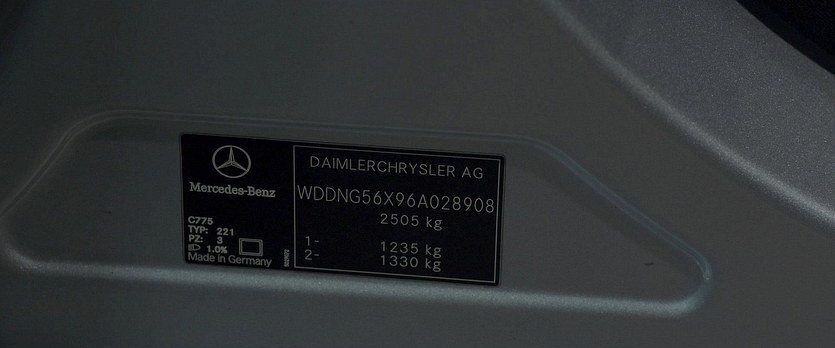 Mercedes-Benz
C775
TYP: 221
PZ: 3
1.0%
Made in Germany
DAIMLERCHRYSLER AG
WDDNG56X96A028908
2505 kg
1- 1235 kg
2- 1330 kg